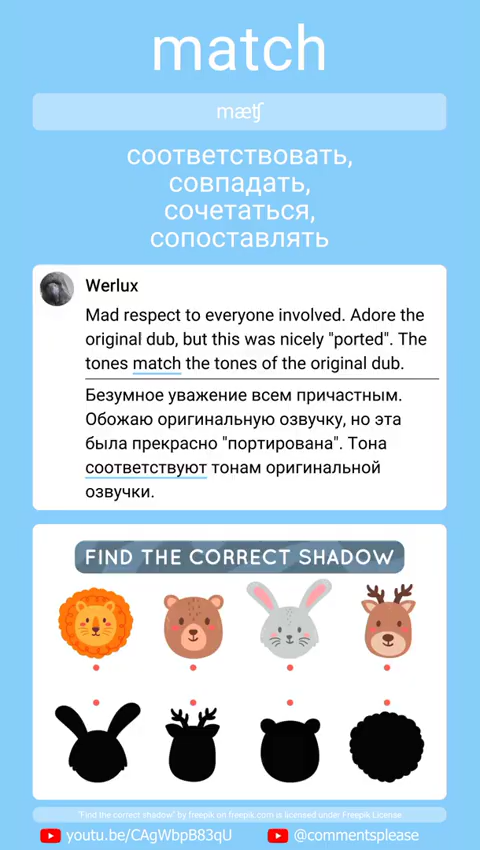 match
mæʧ
соответствовать,
совпадать,
сочетаться,
сопоставлять
Werlux
Mad respect to everyone involved. Adore the
original dub, but this was nicely "ported". The
tones match the tones of the original dub.
Безумное уважение всем причастным.
Обожаю оригинальную озвучку, но эта
была прекрасно "портирована". Тона
соответствуют тонам оригинальной
озвучки.
FIND THE CORRECT SHADOW
"Find the correct shadow" by freepik on freepik.com is licensed under Freepik License
youtu.be/CAgWbpB83qU
@commentsplease